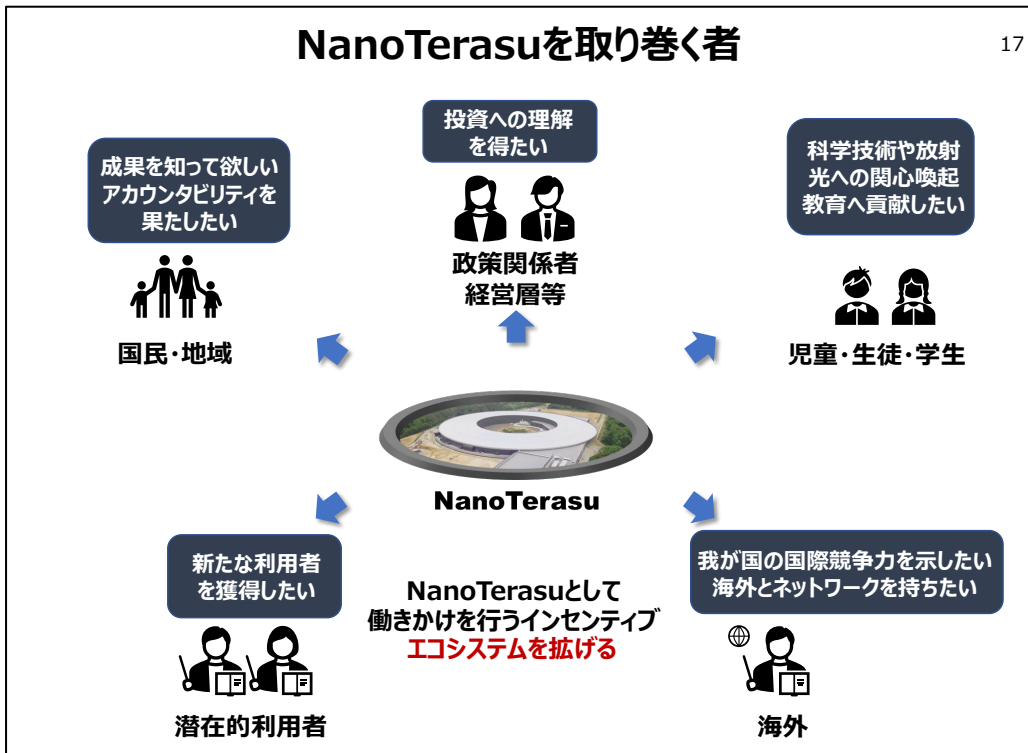 NanoTerasuを取り巻く者
17
成果を知って欲しい
アカウンタビリティを
果たしたい
国民・地域
投資への理解
を得たい
政策関係者
経営層等
科学技術や放射
光への関心喚起
教育へ貢献したい
児童・生徒・学生
NanoTerasu
新たな利用者
を獲得したい
潜在的利用者
NanoTerasuとして
働きかけを行うインセンティブ
エコシステムを拡げる
我が国の国際競争力を示したい
海外とネットワークを持ちたい
海外